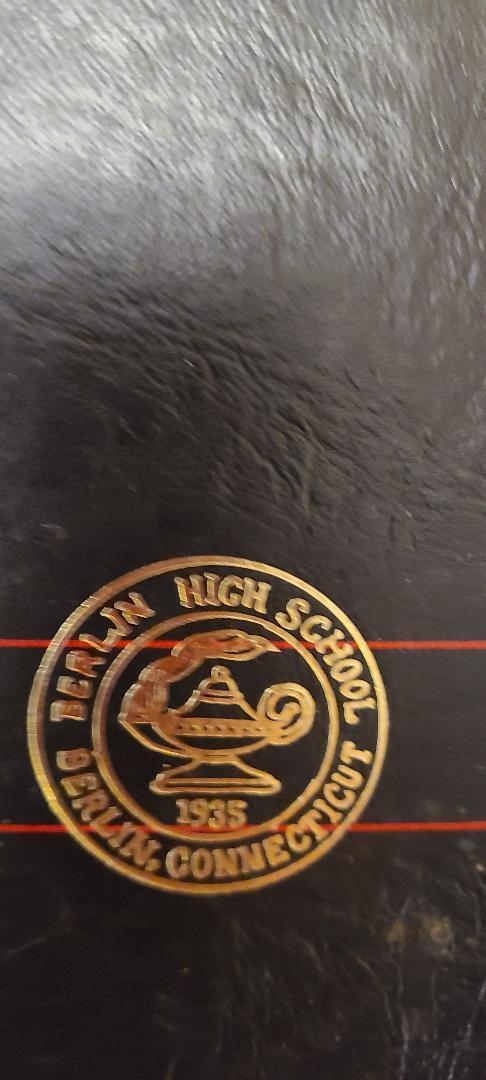 BERLIN HIGH SCHOOL
1935
BERLIN, CONNECTICUT